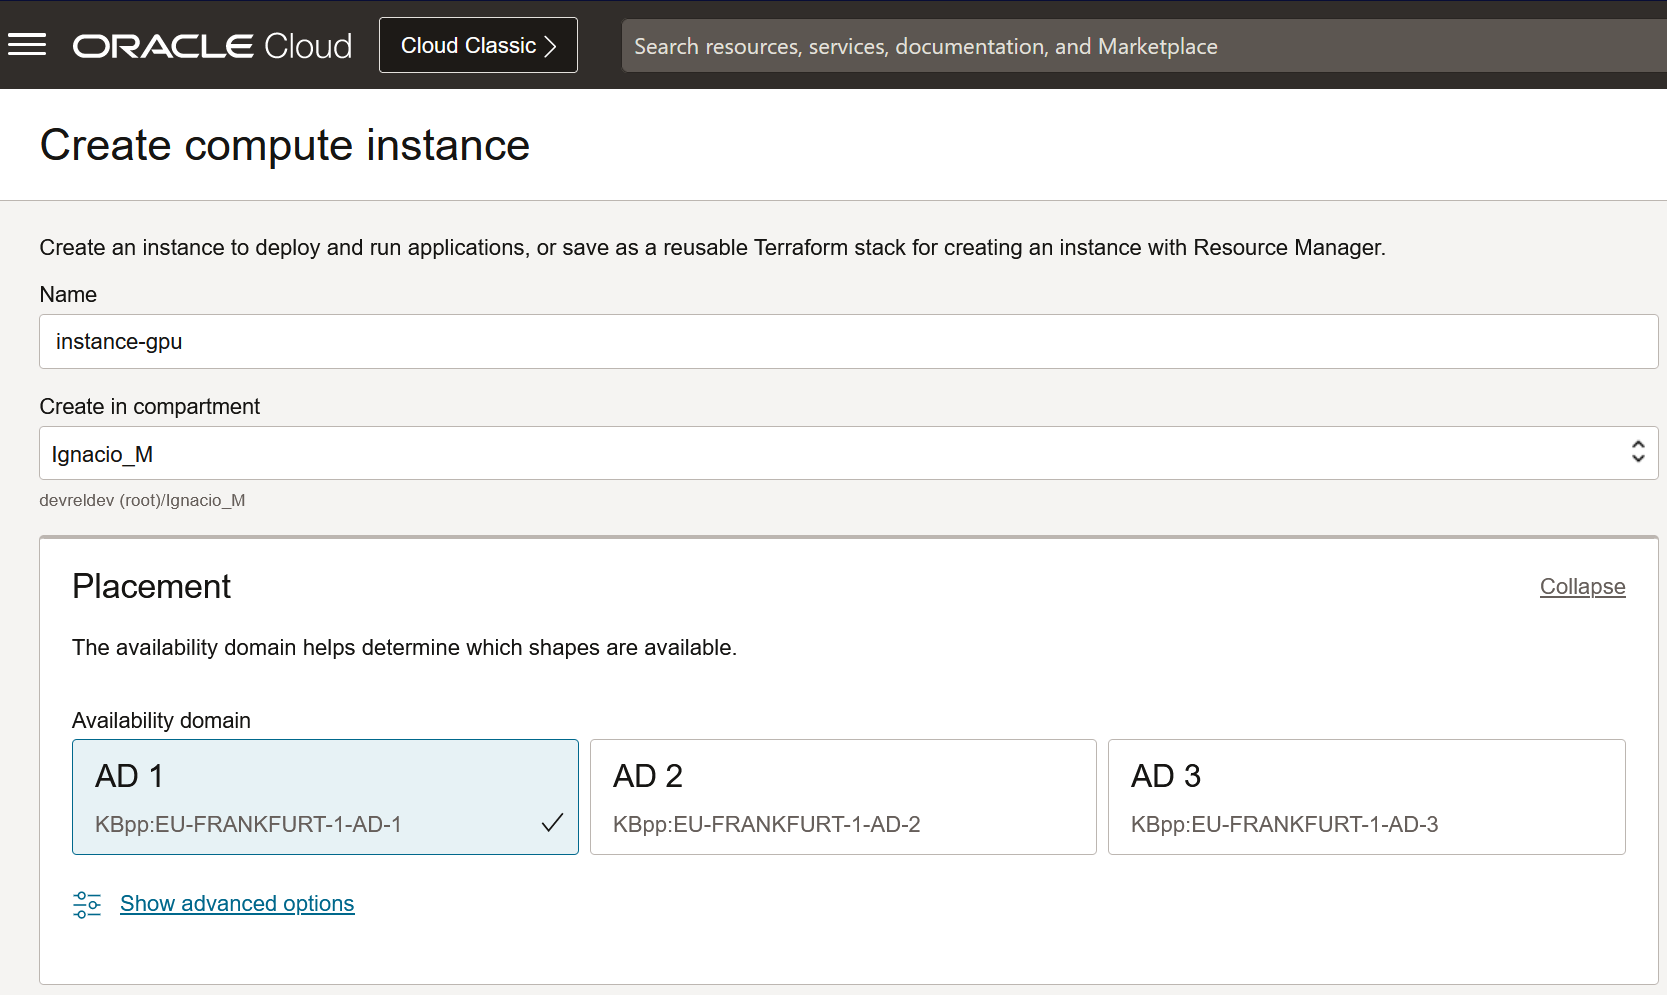 ORACLE Cloud
Cloud Classic
Search resources, services, documentation, and Marketplace
Create compute instance
Create an instance to deploy and run applications, or save as a reusable Terraform stack for creating an instance with Resource Manager.
Name
instance-gpu
Create in compartment
Ignacio_M
devreldev (root)/Ignacio_M
Placement
Collapse
The availability domain helps determine which shapes are available.
Availability domain
AD 1
KBpp:EU-FRANKFURT-1-AD-1
AD 2
KBpp:EU-FRANKFURT-1-AD-2
AD 3
KBpp:EU-FRANKFURT-1-AD-3
Show advanced options